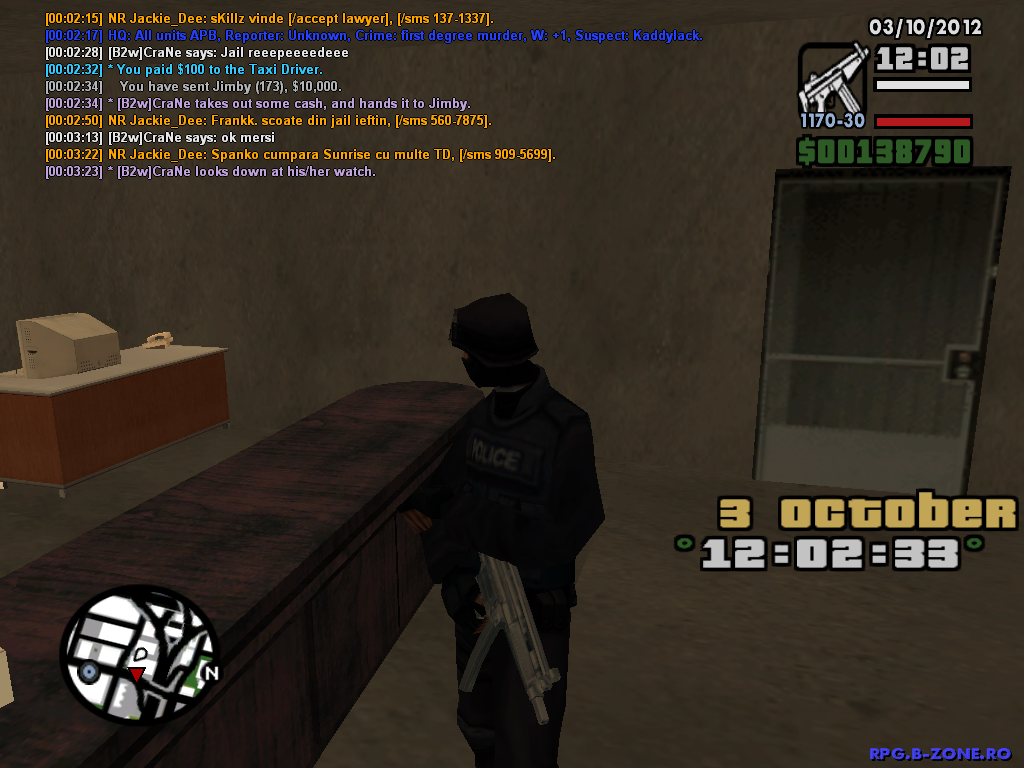 [00:02:15] NR Jackie_Dee: sKillz vinde [/accept lawyer], [/sms 137-1337].
[00:02:17] HQ: All units APB, Reporter: Unknown, Crime: first degree murder, W: +1, Suspect: Kaddylack.
[00:02:28] [B2w]CraNe says: Jail reeepeeeedeee
[00:02:32] * You paid $100 to the Taxi Driver.
[00:02:34] You have sent Jimby (173), $10,000.
[00:02:34] * [B2w]CraNe takes out some cash, and hands it to Jimby.
[00:02:50] NR Jackie_Dee: Frankk. scoate din jail ieftin, [/sms 560-7875].
[00:03:13] [B2w]CraNe says: ok mersi
[00:03:22] NR Jackie_Dee: Spanko cumpara Sunrise cu multe TD, [/sms 909-5699].
[00:03:23] * [B2w]CraNe looks down at his/her watch.
03/10/2012
12:02
1170-30
$00138790
POLICE
3 October
° 12:02:33 °
D
N
RPG.B-ZONE.RO